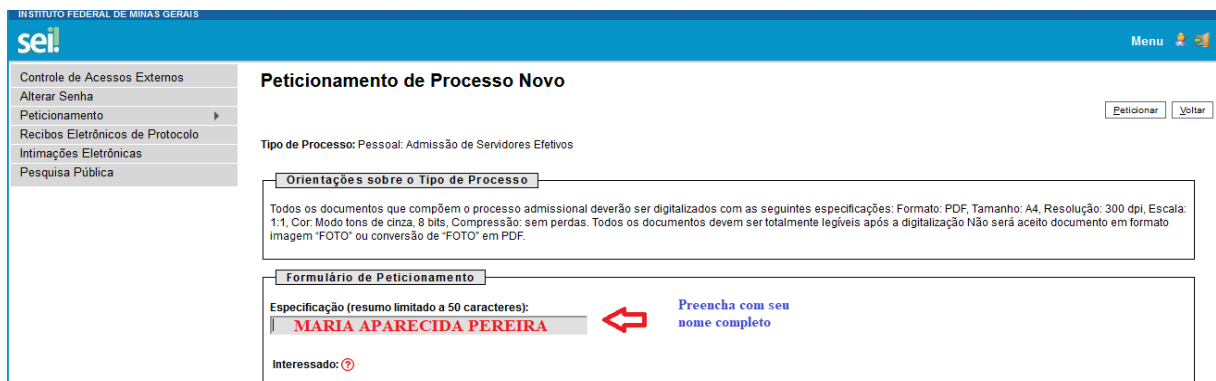 INSTITUTO FEDERAL DE MINAS GERAIS
sei!
Menu
Controle de Acessos Externos
Alterar Senha
Peticionamento
Recibos Eletrônicos de Protocolo
Intimações Eletrônicas
Pesquisa Pública
Peticionamento de Processo Novo
Peticionar Voltar
Tipo de Processo: Pessoal: Admissão de Servidores Efetivos
Orientações sobre o Tipo de Processo
Todos os documentos que compõem o processo admissional deverão ser digitalizados com as seguintes especificações: Formato: PDF, Tamanho: A4, Resolução: 300 dpi, Escala:
1:1, Cor: Modo tons de cinza, 8 bits, Compressão: sem perdas. Todos os documentos devem ser totalmente legíveis após a digitalização Não será aceito documento em formato
imagem "FOTO" ou conversão de "FOTO" em PDF.
Formulário de Peticionamento
Especificação (resumo limitado a 50 caracteres):
MARIA APARECIDA PEREIRA
Preencha com seu
nome completo
Interessado: ?